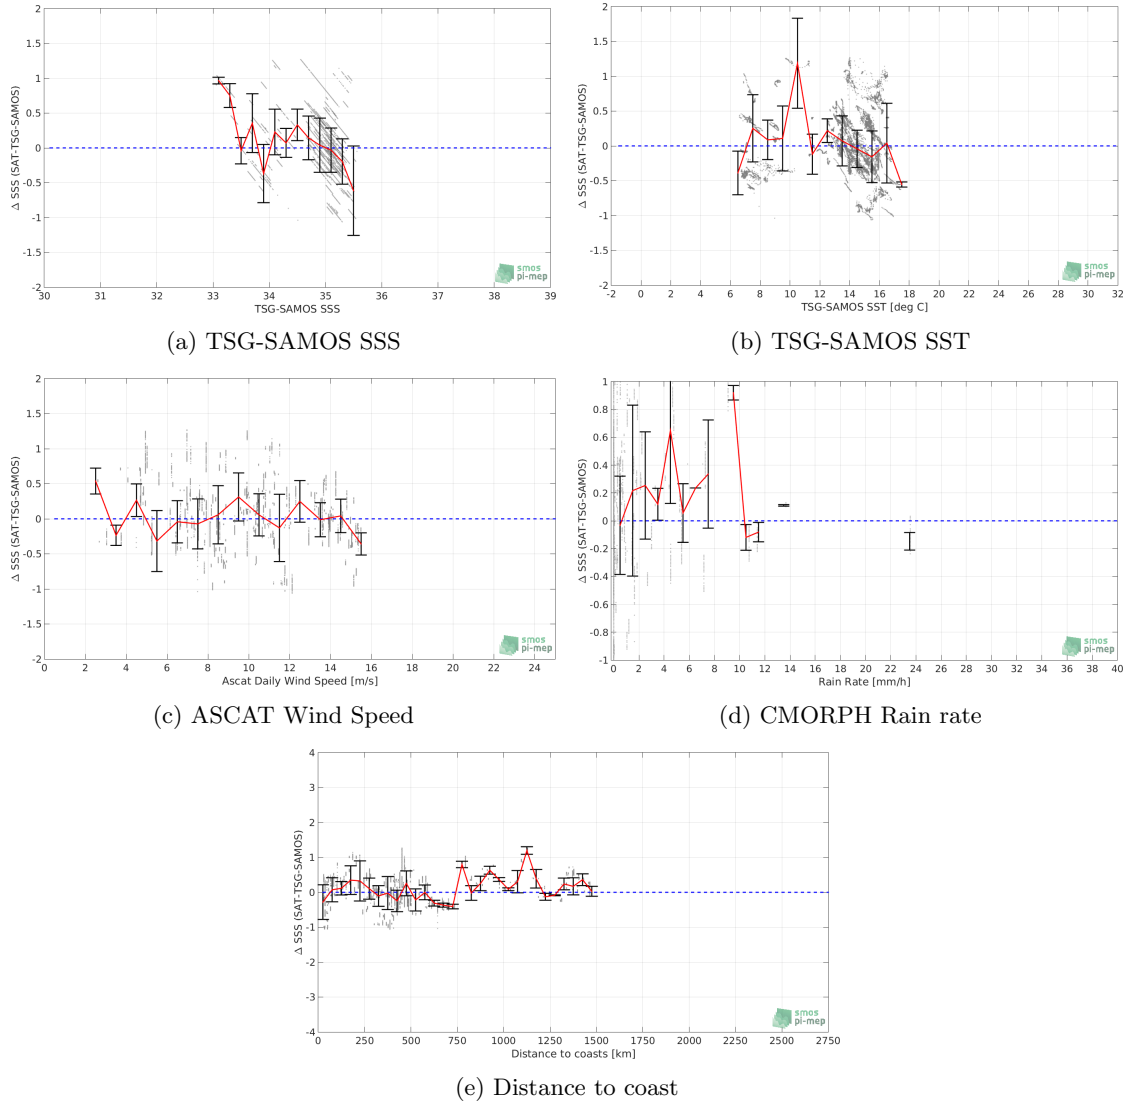 2
1.5
1
0.5
0
-0.5
-1
-1.5
-2
Δ SSS (SAT-TSG-SAMOS)
30 31 32 33 34 35 36 37 38 39
TSG-SAMOS SSS
smos
pi-mep
(a) TSG-SAMOS SSS
2
1.5
1
0.5
0
-0.5
-1
-1.5
-2
Δ SSS (SAT-TSG-SAMOS)
-2 0 2 4 6 8 10 12 14 16 18 20 22 24 26 28 30 32
TSG-SAMOS SST [deg C]
smos
pi-mep
(b) TSG-SAMOS SST
2
1.5
1
0.5
0
-0.5
-1
-1.5
-2
Δ SSS (SAT-TSG-SAMOS)
0 2 4 6 8 10 12 14 16 18 20 22 24
Ascat Daily Wind Speed [m/s]
smos
pi-mep
(c) ASCAT Wind Speed
1
0.8
0.6
0.4
0.2
0
-0.2
-0.4
-0.6
-0.8
-1
Δ SSS (SAT-TSG-SAMOS)
0 2 4 6 8 10 12 14 16 18 20 22 24 26 28 30 32 34 36 38 40
Rain Rate [mm/h]
smos
pi-mep
(d) CMORPH Rain rate
4
3
2
1
0
-1
-2
-3
-4
Δ SSS (SAT-TSG-SAMOS)
0 250 500 750 1000 1250 1500 1750 2000 2250 2500 2750
Distance to coasts [km]
smos
pi-mep
(e) Distance to coast